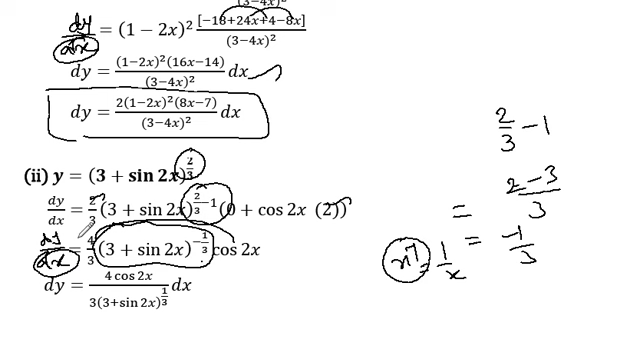 (3−4x)²
dy/dx = (1 − 2x)² [−18+24x+4−8x]/(3−4x)²
dy = (1−2x)²(16x−14)/(3−4x)² dx
dy = 2(1−2x)²(8x−7)/(3−4x)² dx
(ii) y = (3 + sin 2x)^(2/3)
dy/dx = 2/3 (3 + sin 2x)^(2/3 −1) (0 + cos 2x (2))
dy/dx = 4/3 (3 + sin 2x)^(−1/3) cos 2x
dy = 4 cos 2x/3(3+sin 2x)^(1/3) dx
2/3 − 1
= 2−3/3
= −1/3
= 1/x